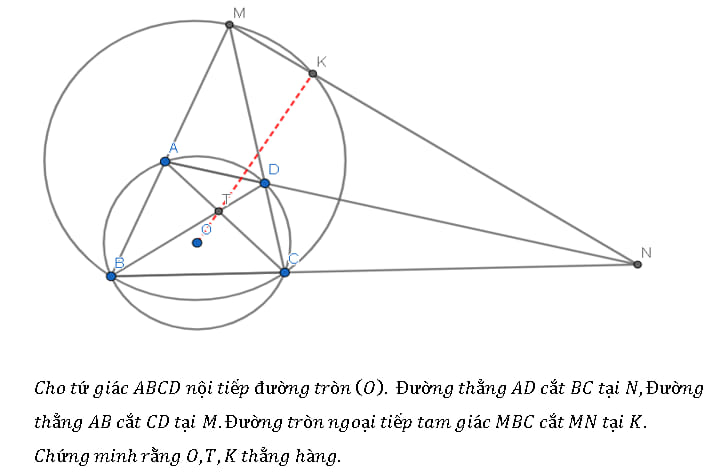 M
K
A
D
T
O
B
C
N
Cho tứ giác ABCD nội tiếp đường tròn (O). Đường thẳng AD cắt BC tại N,Đường
thẳng AB cắt CD tại M.Đường tròn ngoại tiếp tam giác MBC cắt MN tại K.
Chứng minh rằng O,T,K thẳng hàng.